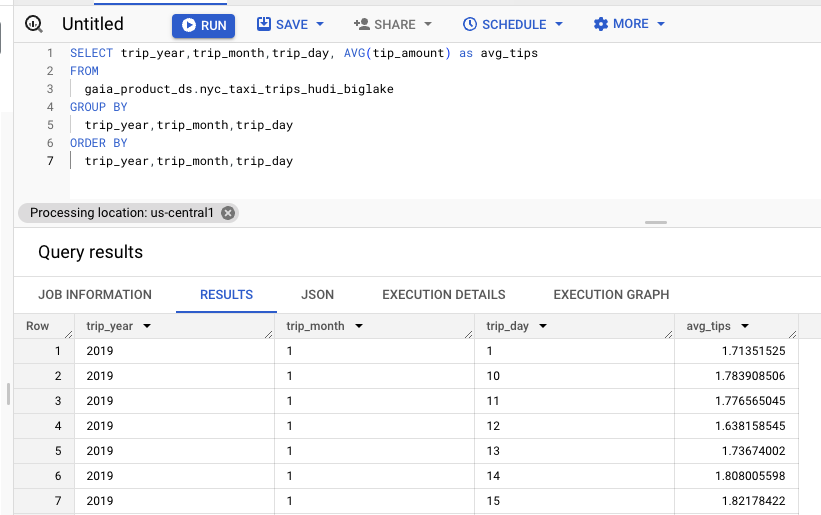 Untitled RUN SAVE SHARE SCHEDULE MORE
1 SELECT trip_year,trip_month,trip_day, AVG(tip_amount) as avg_tips
2 FROM
3 gaia_product_ds.nyc_taxi_trips_hudi_biglake
4 GROUP BY
5 trip_year,trip_month,trip_day
6 ORDER BY
7 trip_year,trip_month,trip_day
Processing location: us-central1
Query results
JOB INFORMATION RESULTS JSON EXECUTION DETAILS EXECUTION GRAPH
Row trip_year trip_month trip_day avg_tips
1 2019 1 1 1.71351525
2 2019 1 10 1.783908506
3 2019 1 11 1.776565045
4 2019 1 12 1.638158545
5 2019 1 13 1.73674002
6 2019 1 14 1.808005598
7 2019 1 15 1.82178422